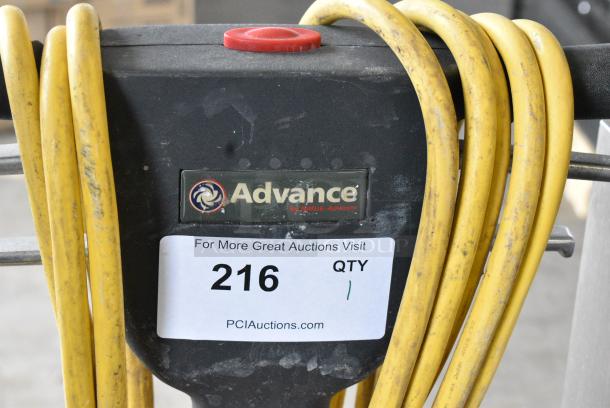 Advance
For More Great Auctions Visit
216
QTY
1
PCIAuctions.com